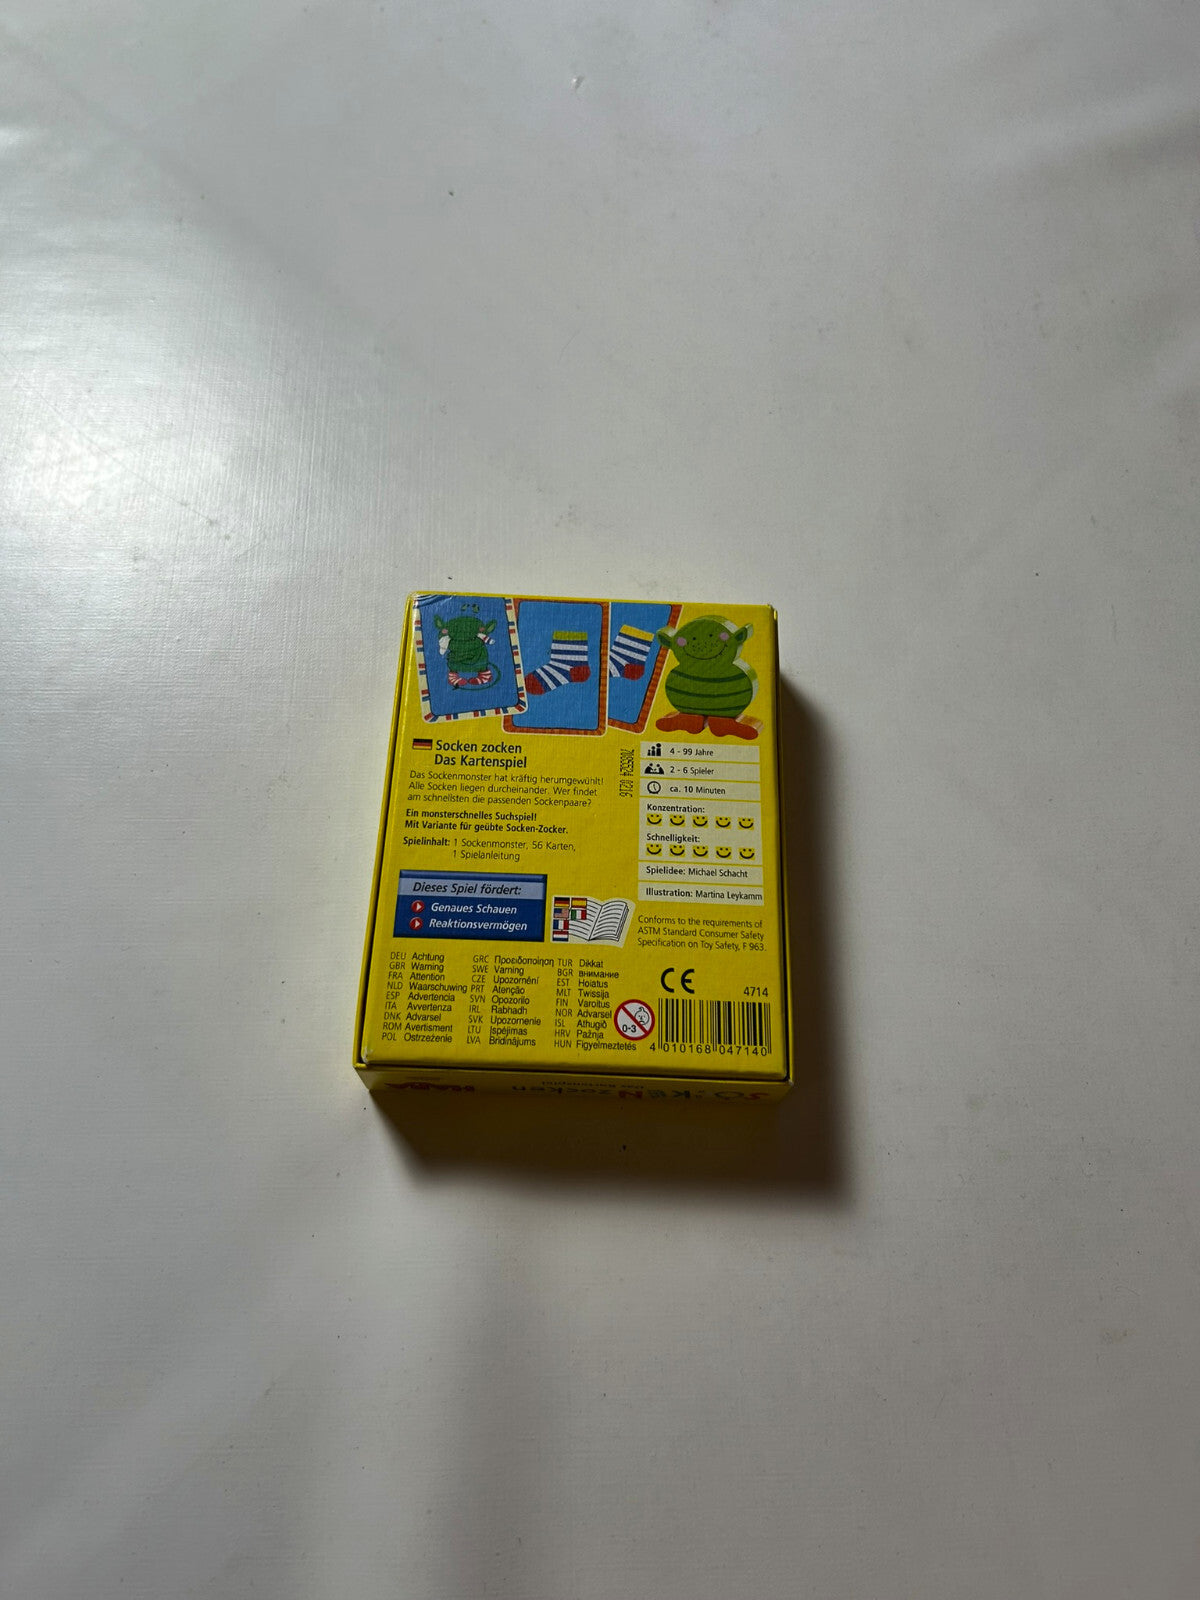 Socken zocken
Das Kartenspiel
Das Sockenmonster hat kräftig herumgewühlt!
Alle Socken liegen durcheinander. Wer findet
am schnellsten die passenden Sockenpaare?
Ein monsterschnelles Suchspiel!
Mit Variante für geübte Socken-Zocker.
Spielinhalt: 1 Sockenmonster, 56 Karten,
1 Spielanleitung
Dieses Spiel fördert:
Genaues Schauen
Reaktionsvermögen
4 - 99 Jahre
2 - 6 Spieler
ca. 10 Minuten
Konzentration:
Schnelligkeit:
Spielidee: Michael Schacht
Illustration: Martina Leykamm
Conforms to the requirements of
ASTM Standard Consumer Safety
Specification on Toy Safety, F 963.
DEU Achtung
GBR Warning
FRA Attention
NLD Waarschuwing
ESP Advertencia
ITA Avvertenza
DNK Advarsel
ROM Avertisment
POL Ostrzeżenie
GRC Προειδοποίηση
SWE Varning
CZE Upozornění
PRT Atenção
SVN Opozorilo
IRL Rabhadh
SVK Upozornenie
LTU Įspėjimas
LVA Brīdinājums
TUR Dikkat
BGR внимание
EST Hoiatus
MLT Twissija
FIN Varoitus
NOR Advarsel
ISL Athugið
HRV Pažnja
HUN Figyelmeztetés
0-3
CE
4714
4 010168 047140
SOCKEN zocken
Das Kartenspiel
HABA